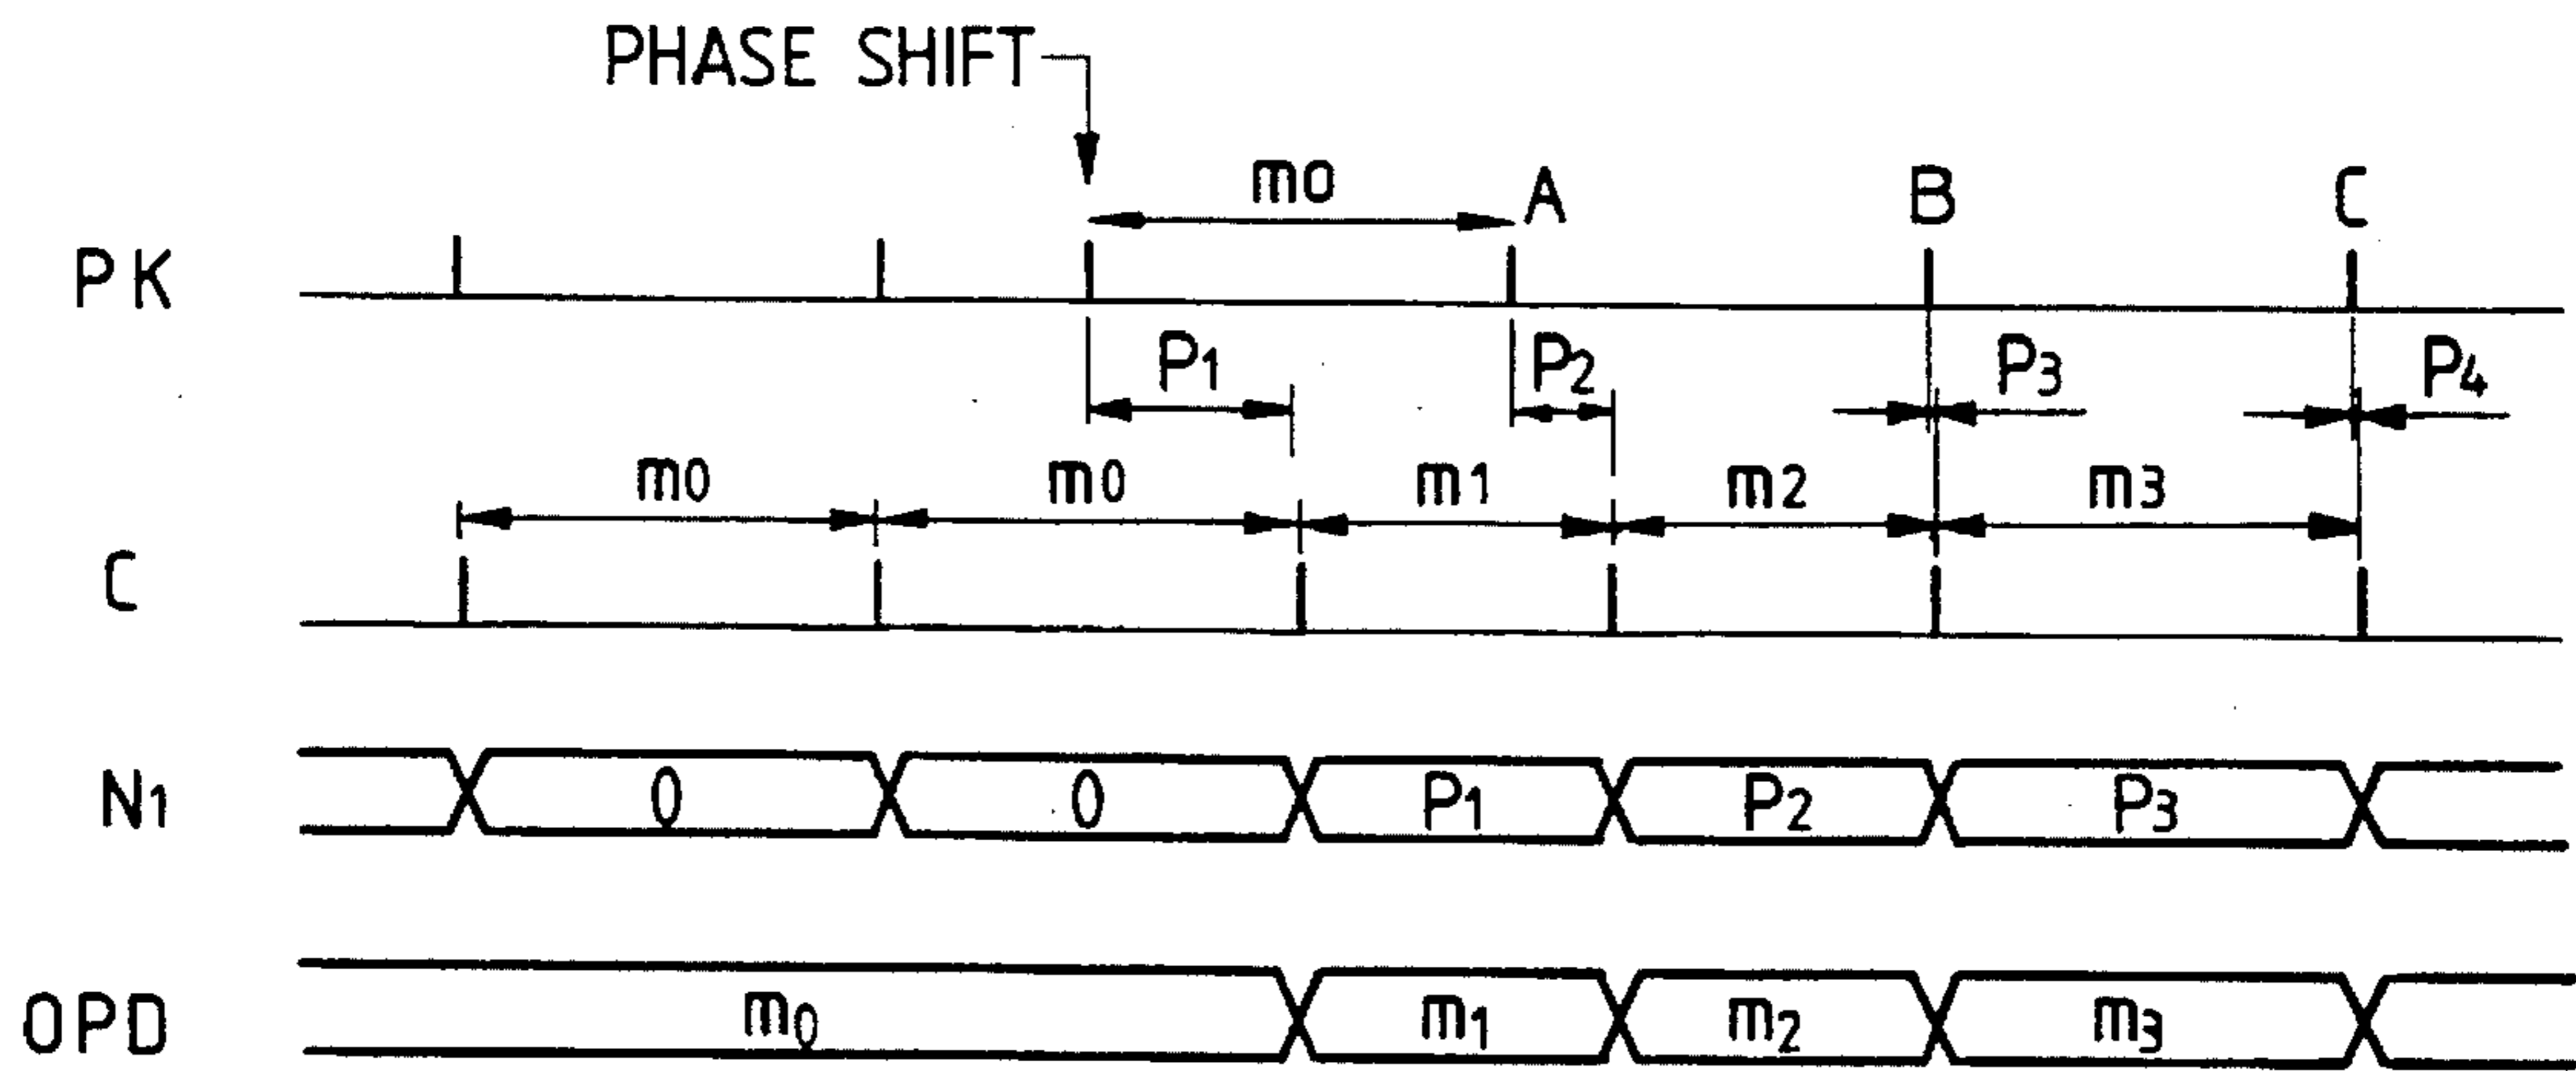 PHASE SHIFT
m0 A B C
PK
P1 P2 P3 P4
m0 m0 m1 m2 m3
C
N1 0 0 P1 P2 P3
OPD m0 m1 m2 m3